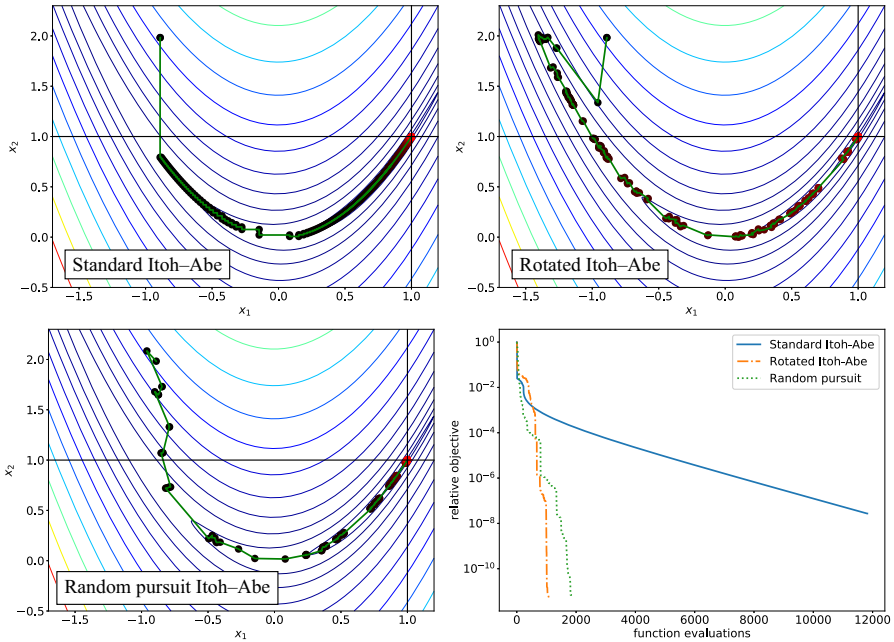 2.0
1.5
1.0
0.5
0.0
−0.5
x2
Standard Itoh–Abe
−1.5 −1.0 −0.5 0.0 0.5 1.0
x1
2.0
1.5
1.0
0.5
0.0
−0.5
x2
Rotated Itoh–Abe
−1.5 −1.0 −0.5 0.0 0.5 1.0
x1
2.0
1.5
1.0
0.5
0.0
−0.5
x2
Random pursuit Itoh–Abe
−1.5 −1.0 −0.5 0.0 0.5 1.0
x1
10^0
10^−2
10^−4
10^−6
10^−8
10^−10
relative objective
Standard Itoh-Abe
Rotated Itoh-Abe
Random pursuit
0 2000 4000 6000 8000 10000 12000
function evaluations